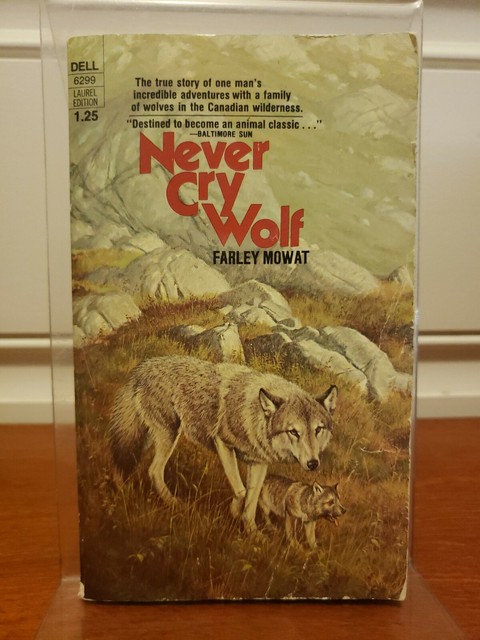 DELL
6299
LAUREL
EDITION
1.25
The true story of one man's
incredible adventures with a family
of wolves in the Canadian wilderness.
"Destined to become an animal classic . . ."
—BALTIMORE SUN
Never
Cry
Wolf
FARLEY MOWAT